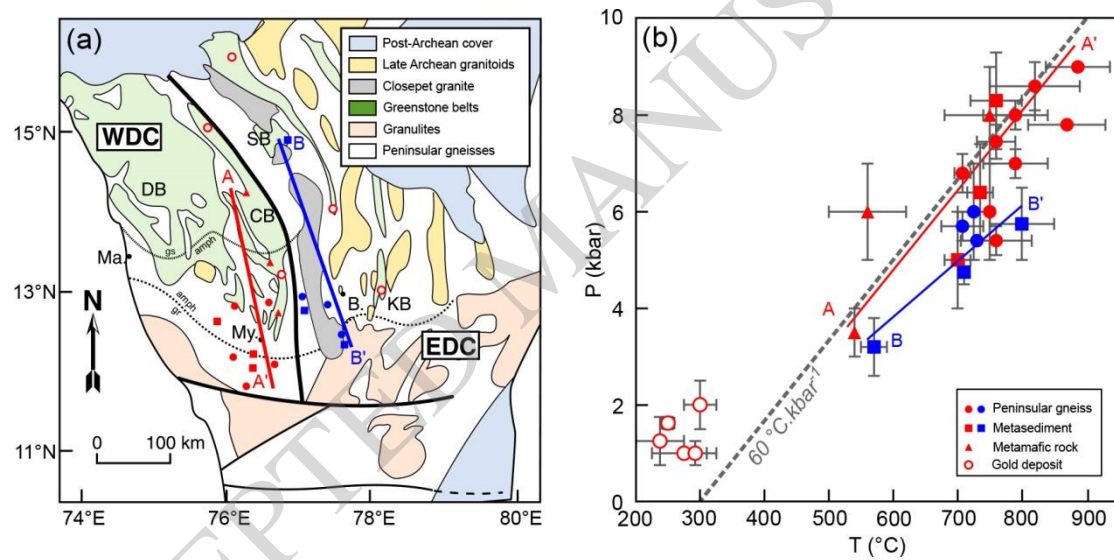 (a)
Post-Archean cover
Late Archean granitoids
Closepet granite
Greenstone belts
Granulites
Peninsular gneisses
15°N
13°N
11°N
WDC
SB
B
DB
A
CB
gs
amph
Ma.
N
amph
gr
My.
B.
KB
B'
EDC
A'
0 100 km
74°E 76°E 78°E 80°E
(b)
10
8
6
4
2
0
P (kbar)
A'
B'
A
B
60 °C.kbar-1
Peninsular gneiss
Metasediment
Metamafic rock
Gold deposit
200 300 400 500 600 700 800 900
T (°C)